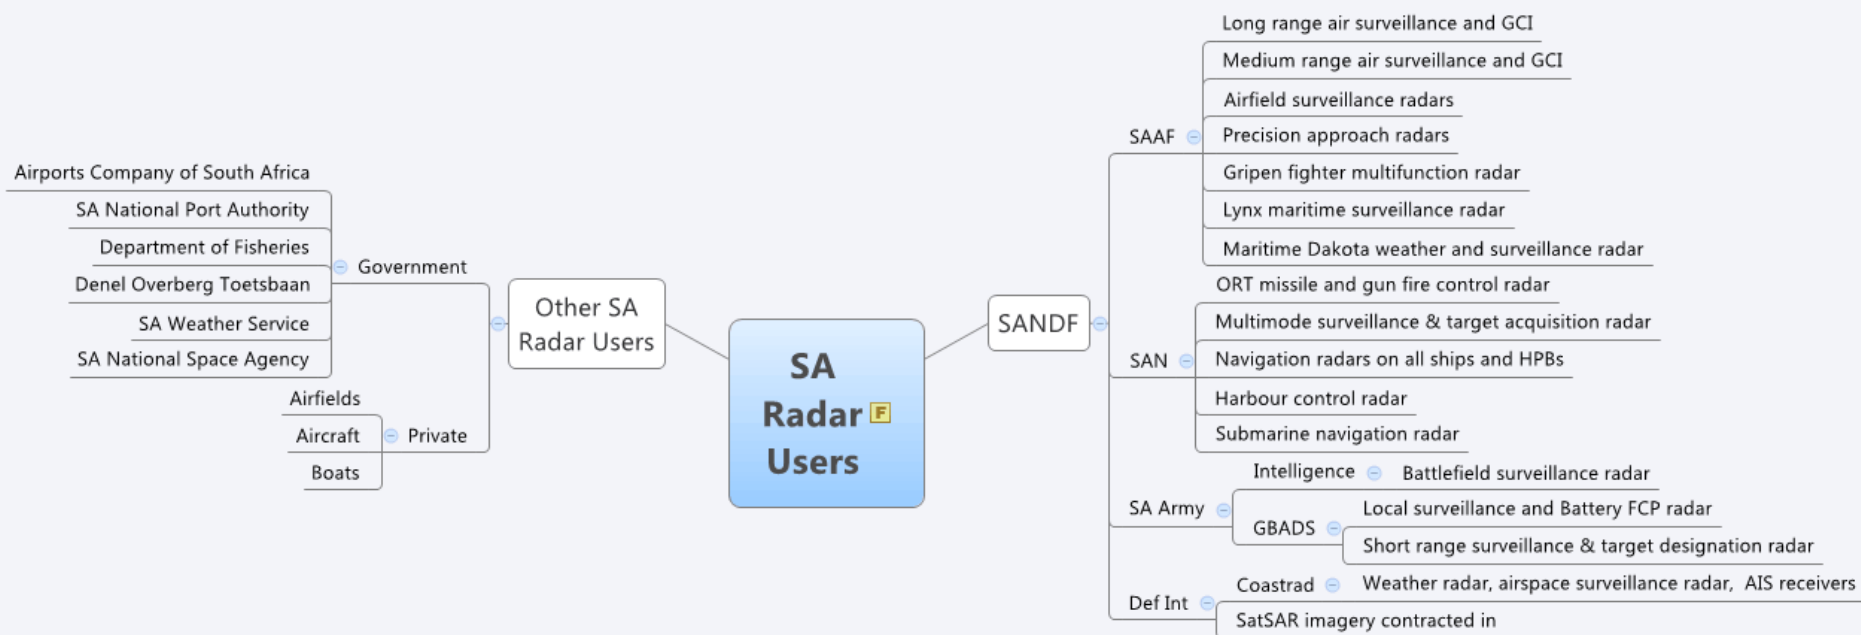 Airports Company of South Africa
SA National Port Authority
Department of Fisheries
Denel Overberg Toetsbaan
SA Weather Service
SA National Space Agency
Government
Airfields
Aircraft
Boats
Private
Other SA
Radar Users
SA
Radar F
Users
SANDF
SAAF
Long range air surveillance and GCI
Medium range air surveillance and GCI
Airfield surveillance radars
Precision approach radars
Gripen fighter multifunction radar
Lynx maritime surveillance radar
Maritime Dakota weather and surveillance radar
SAN
ORT missile and gun fire control radar
Multimode surveillance & target acquisition radar
Navigation radars on all ships and HPBs
Harbour control radar
Submarine navigation radar
SA Army
Intelligence
Battlefield surveillance radar
GBADS
Local surveillance and Battery FCP radar
Short range surveillance & target designation radar
Def Int
Coastrad
Weather radar, airspace surveillance radar, AIS receivers
SatSAR imagery contracted in